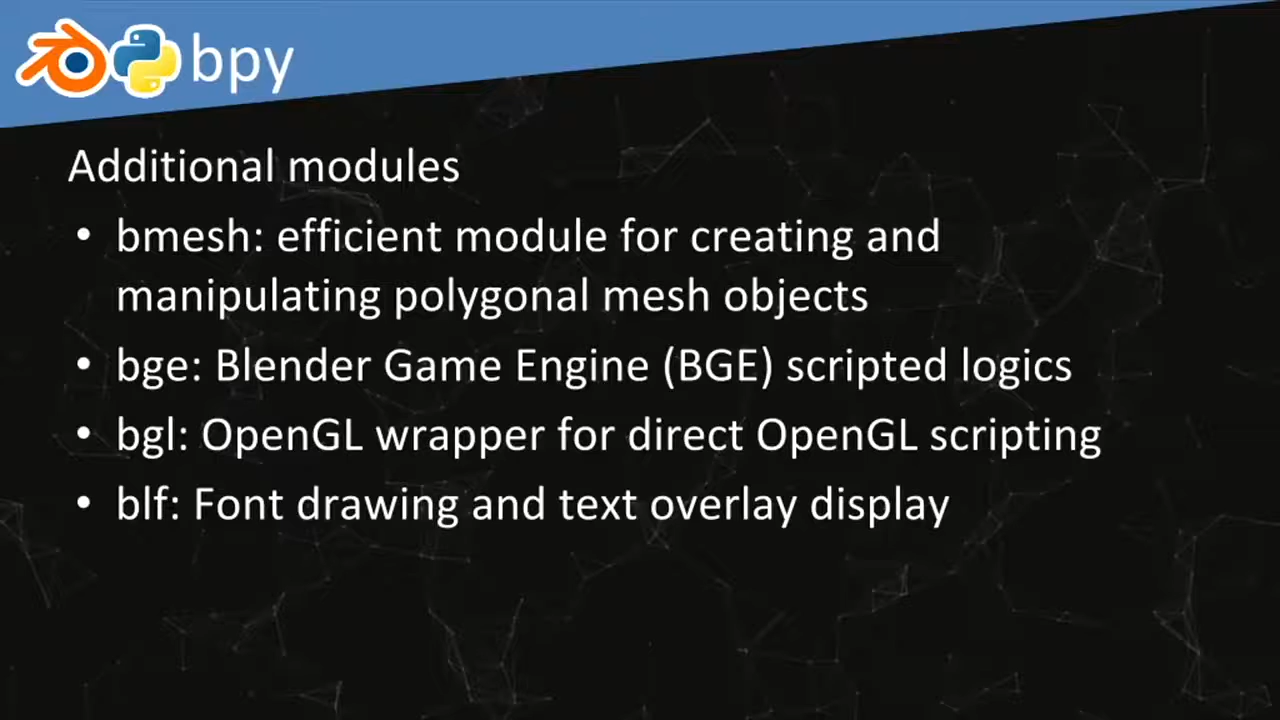 bpy
Additional modules
• bmesh: efficient module for creating and
manipulating polygonal mesh objects
• bge: Blender Game Engine (BGE) scripted logics
• bgl: OpenGL wrapper for direct OpenGL scripting
• blf: Font drawing and text overlay display